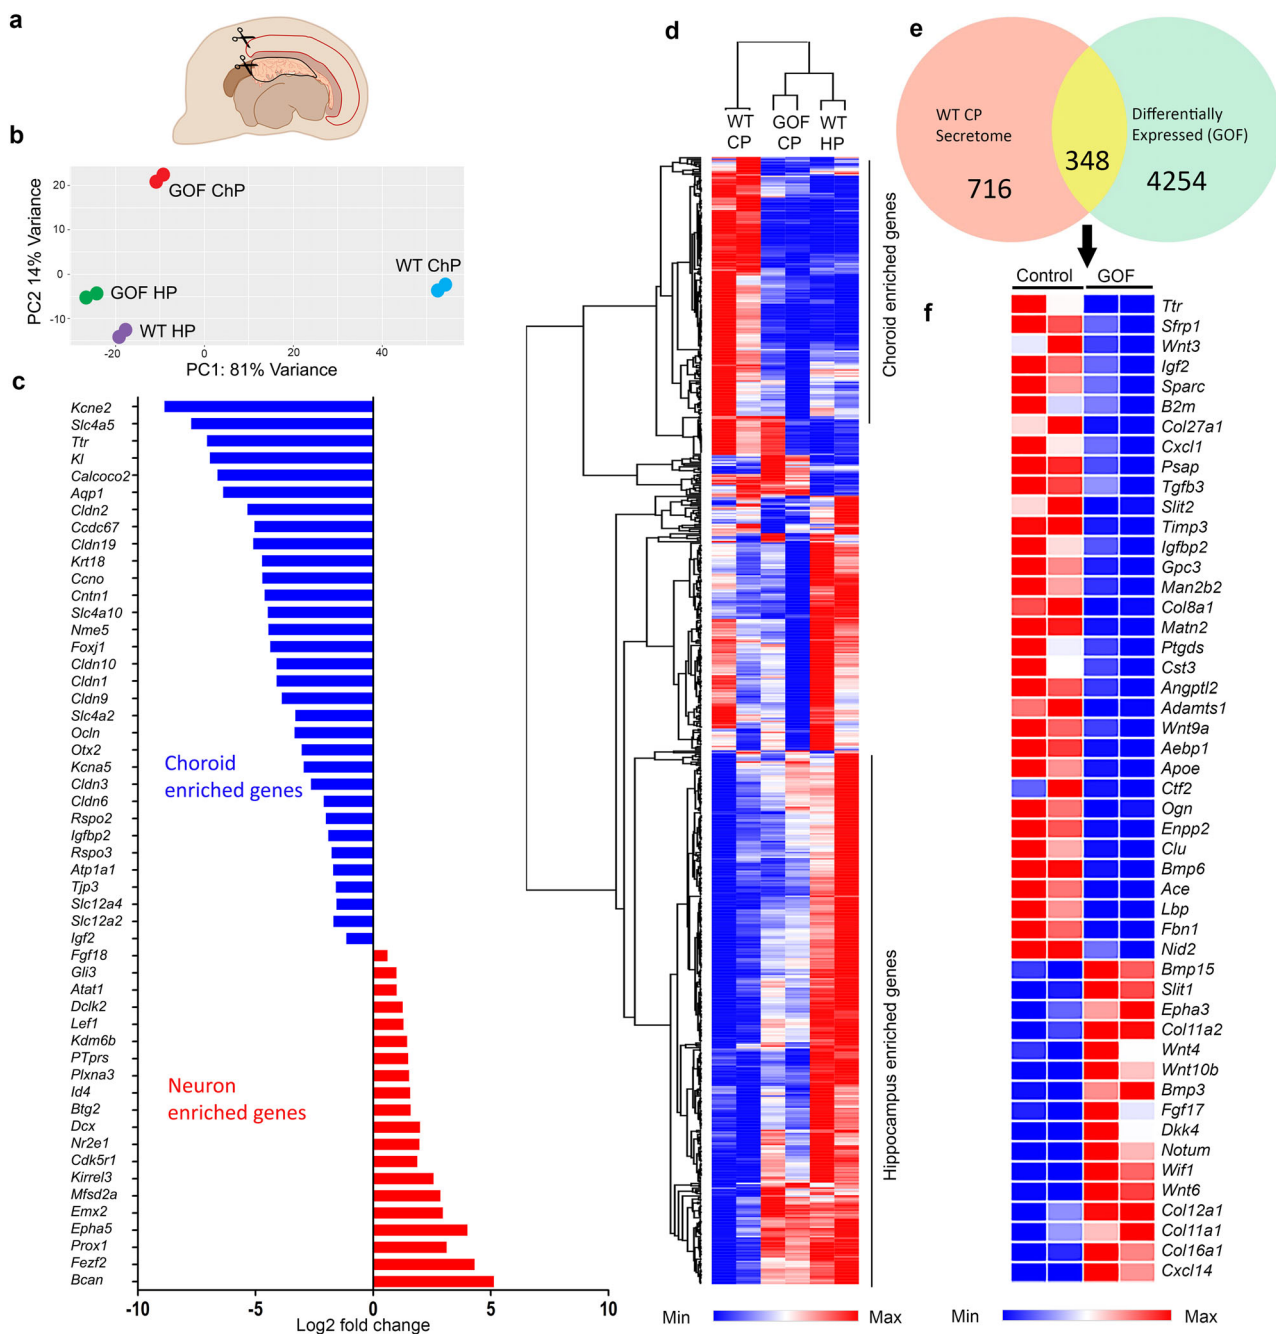 a
b
20
10
0
-10
PC2 14% Variance
GOF ChP
WT ChP
GOF HP
WT HP
-20
0
20
40
PC1: 81% Variance
c
Kcne2
Slc4a5
Ttr
Kl
Calcoco2
Aqp1
Cldn2
Ccdc67
Cldn19
Krt18
Ccno
Cntn1
Slc4a10
Nme5
Foxj1
Cldn10
Cldn1
Cldn9
Slc4a2
Ocln
Otx2
Kcna5
Cldn3
Cldn6
Rspo2
Igfbp2
Rspo3
Atp1a1
Tjp3
Slc12a4
Slc12a2
Igf2
Fgf18
Gli3
Atat1
Dclk2
Lef1
Kdm6b
PTprs
Plxna3
Id4
Btg2
Dcx
Nr2e1
Cdk5r1
Kirrel3
Mfsd2a
Emx2
Epha5
Prox1
Fezf2
Bcan
Choroid
enriched genes
Neuron
enriched genes
-10
-5
0
5
10
Log2 fold change
d
WT
CP
GOF
CP
WT
HP
Choroid enriched genes
Hippocampus enriched genes
Min
Max
e
WT CP
Secretome
716
348
Differentially
Expressed (GOF)
4254
f
Control
GOF
Ttr
Sfrp1
Wnt3
Igf2
Sparc
B2m
Col27a1
Cxcl1
Psap
Tgfb3
Slit2
Timp3
Igfbp2
Gpc3
Man2b2
Col8a1
Matn2
Ptgds
Cst3
Angptl2
Adamts1
Wnt9a
Aebp1
Apoe
Ctf2
Ogn
Enpp2
Clu
Bmp6
Ace
Lbp
Fbn1
Nid2
Bmp15
Slit1
Epha3
Col11a2
Wnt4
Wnt10b
Bmp3
Fgf17
Dkk4
Notum
Wif1
Wnt6
Col12a1
Col11a1
Col16a1
Cxcl14
Min
Max